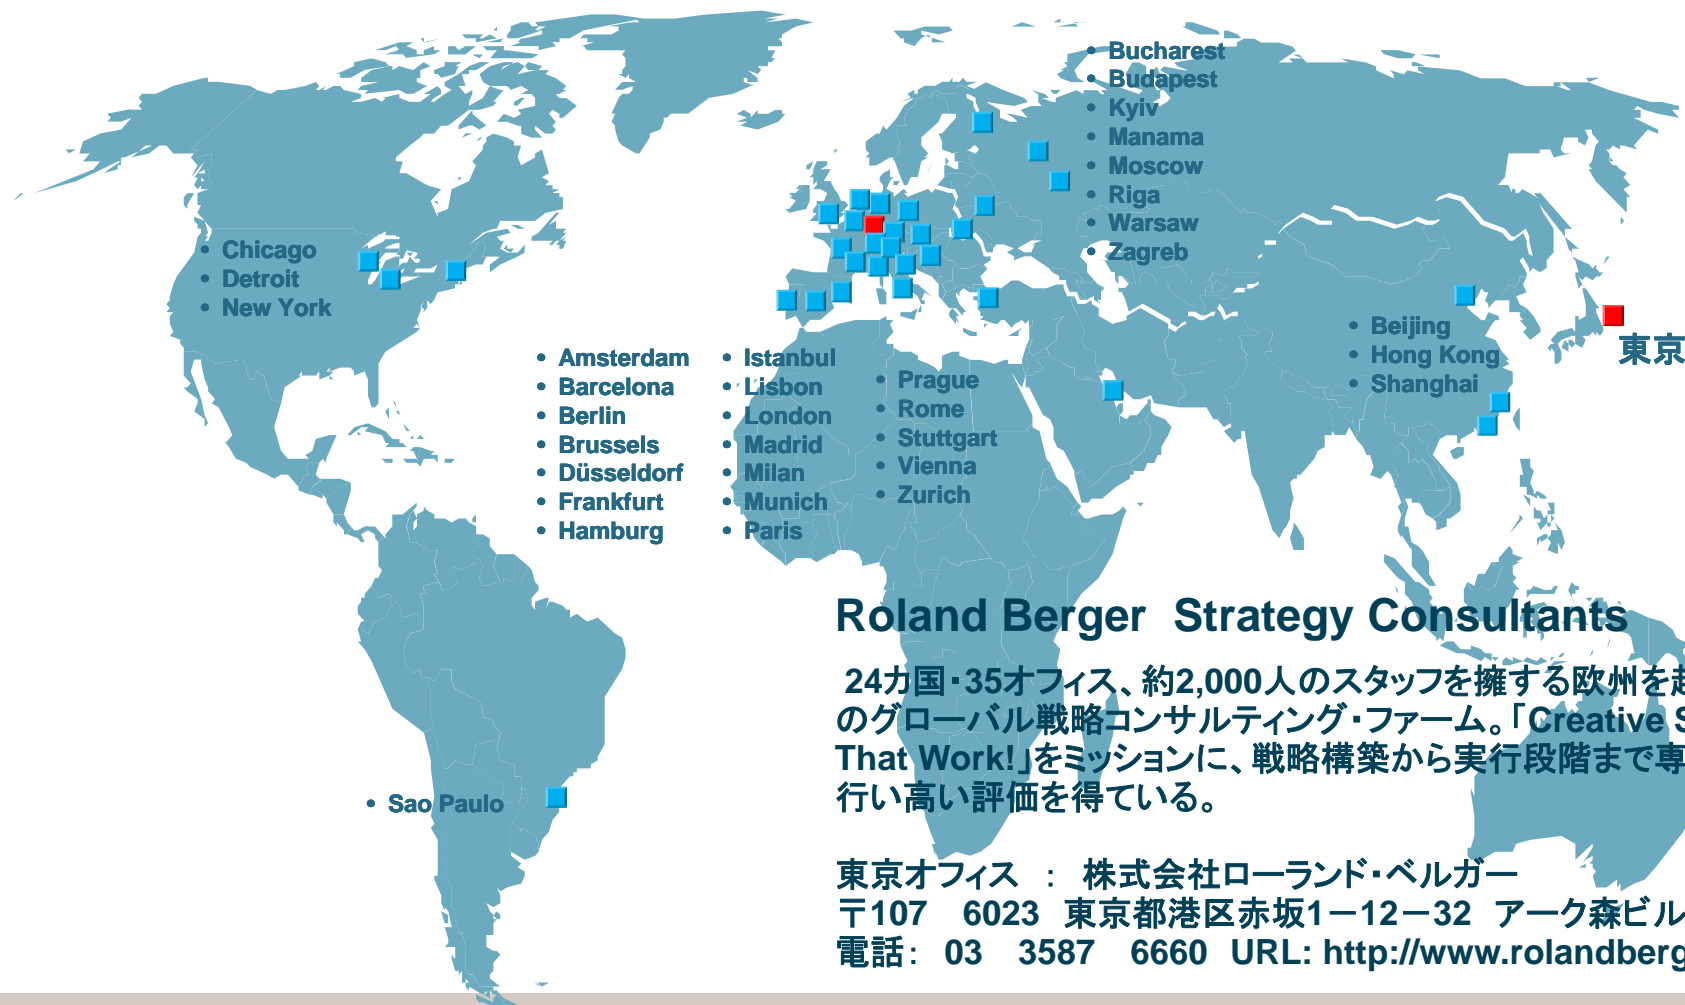 • Bucharest
• Budapest
• Kyiv
• Manama
• Moscow
• Riga
• Warsaw
• Zagreb
• Chicago
• Detroit
• New York
• Beijing
• Hong Kong
• Shanghai
東京
• Amsterdam
• Barcelona
• Berlin
• Brussels
• Düsseldorf
• Frankfurt
• Hamburg
• Istanbul
• Lisbon
• London
• Madrid
• Milan
• Munich
• Paris
• Prague
• Rome
• Stuttgart
• Vienna
• Zurich
• Sao Paulo
Roland Berger Strategy Consultants
24カ国・35オフィス、約2,000人のスタッフを擁する欧州を起
のグローバル戦略コンサルティング・ファーム。「Creative S
That Work!」をミッションに、戦略構築から実行段階まで専
行い高い評価を得ている。
東京オフィス ： 株式会社ローランド・ベルガー
〒107 6023 東京都港区赤坂1－12－32 アーク森ビル
電話： 03 3587 6660 URL: http://www.rolandberg